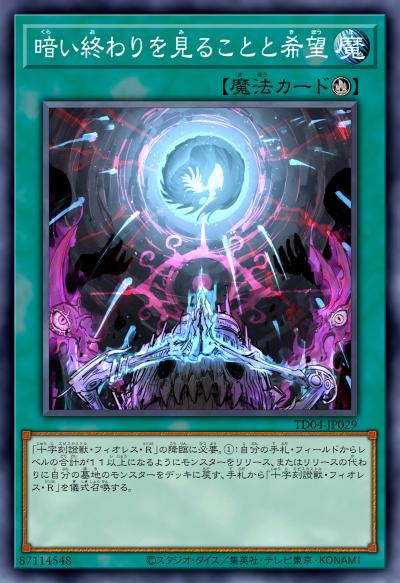 暗い終わりを見ることと希望 魔
【魔法カード】
TD04-JP029
「十字刻證獣・フィオレス・R」の降臨に必要。①：自分の手札・フィールドから
レベルの合計が１１以上になるようにモンスターをリリース、またはリリースの代わ
りに自分の墓地のモンスターをデッキに戻す、手札から「十字刻證獣・フィオレス
・R」を儀式召喚する。
87114548
©スタジオ・ダイス／集英社・テレビ東京・KONAMI